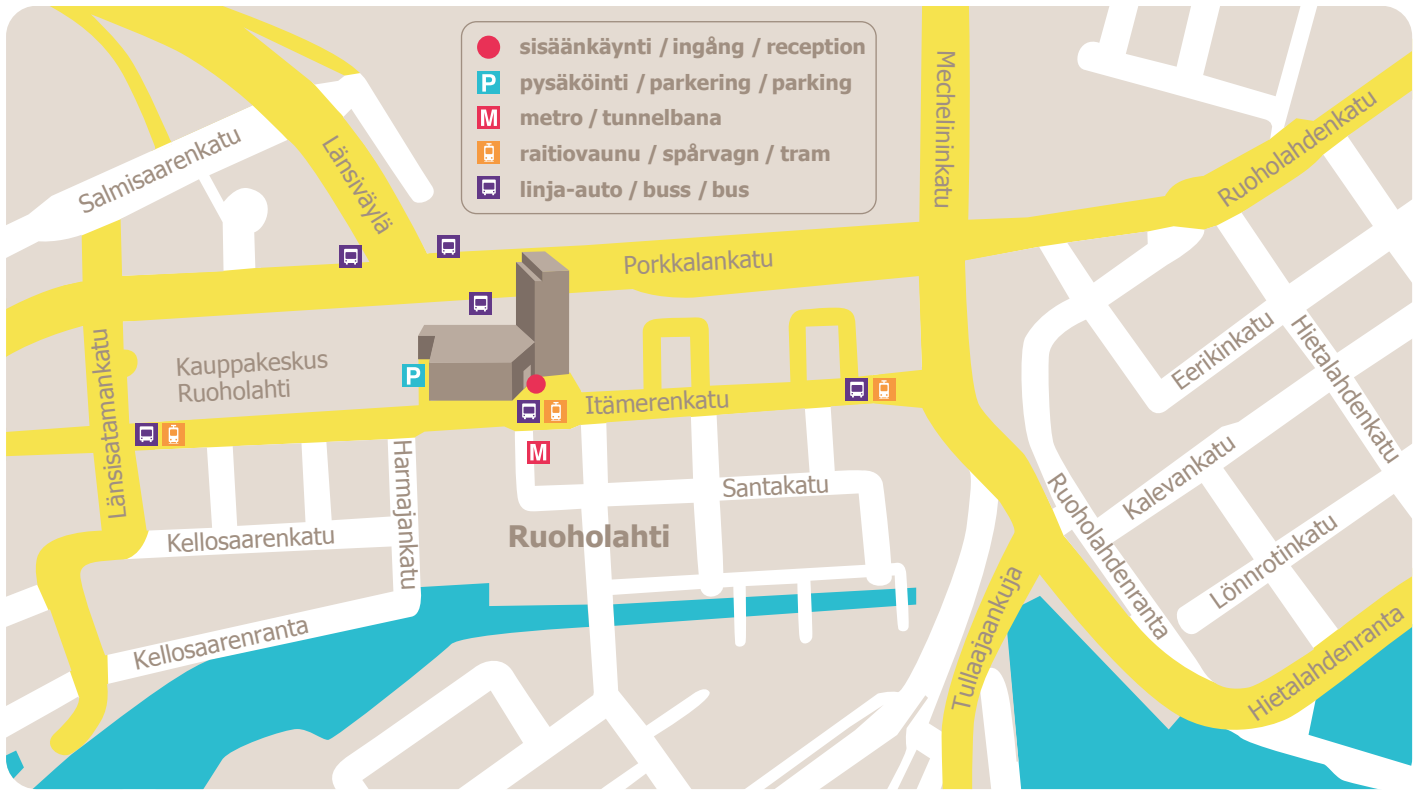 sisäänkäynti / ingång / reception
P pysäköinti / parkering / parking
M metro / tunnelbana
raitiovaunu / spårvagn / tram
linja-auto / buss / bus
Salmisaarenkatu
Länsiväylä
Mechelininkatu
Ruoholahdenkatu
Porkkalankatu
Länsisatamankatu
Kauppakeskus
Ruoholahti
P
Itämerenkatu
M
Eerikinkatu
Hietalahdenkatu
Harmajankatu
Santakatu
Kalevankatu
Ruoholahdenranta
Kellosaarenkatu
Ruoholahti
Lönnrotinkatu
Kellosaarenranta
Tullaajaankuja
Hietalahdenranta